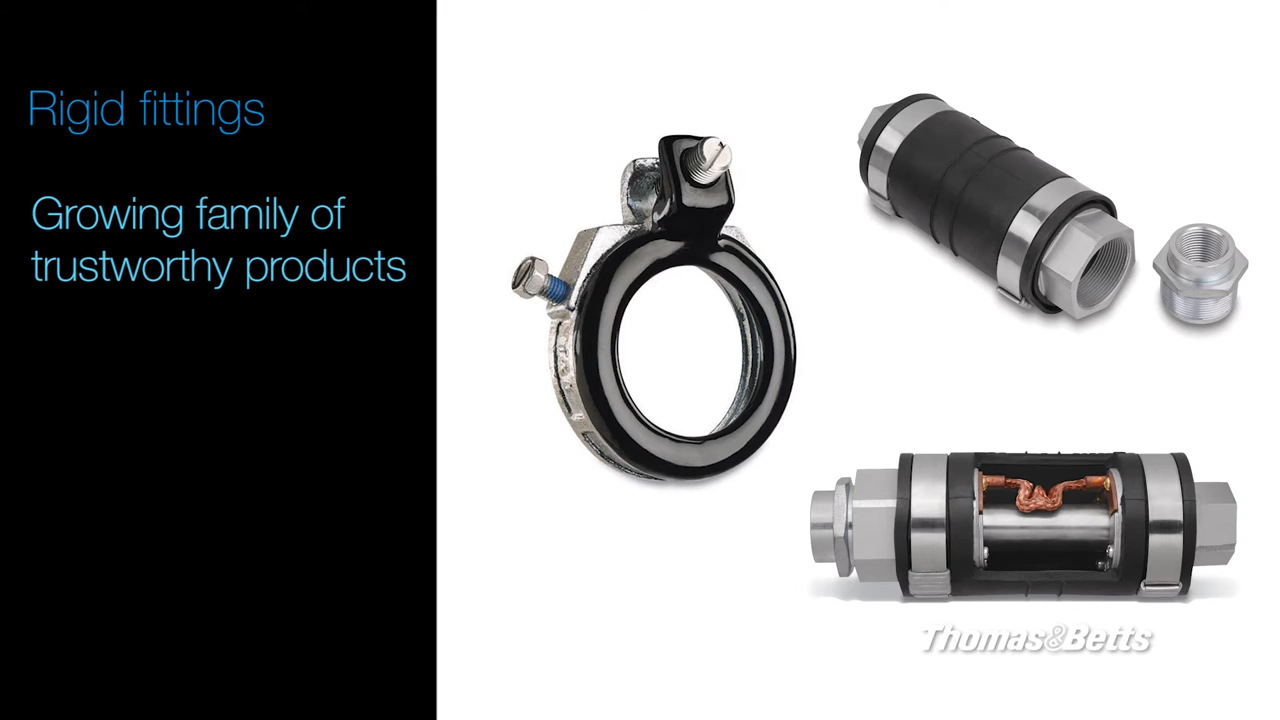 Rigid fittings
Growing family of
trustworthy products
Thomas&Betts